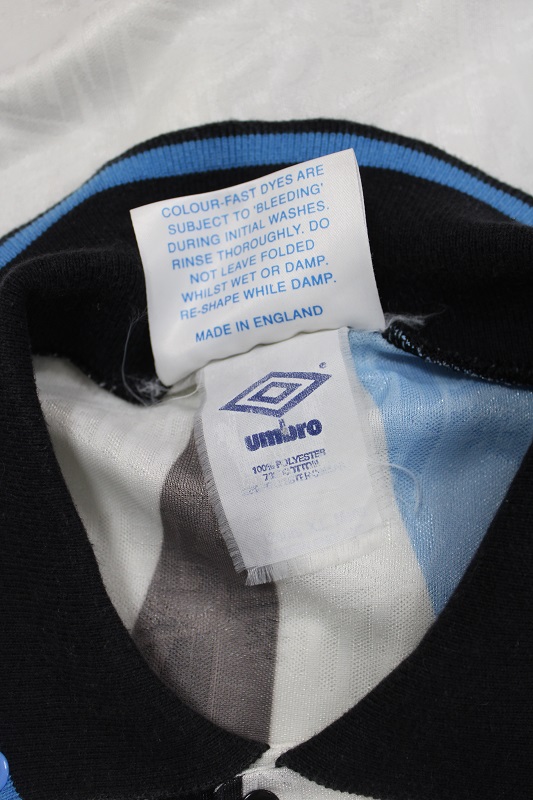 COLOUR-FAST DYES ARE
SUBJECT TO 'BLEEDING'
DURING INITIAL WASHES.
RINSE THOROUGHLY. DO
NOT LEAVE FOLDED
WHILST WET OR DAMP.
RE-SHAPE WHILE DAMP.
MADE IN ENGLAND
®
umbro
100% POLYESTER
COTTON